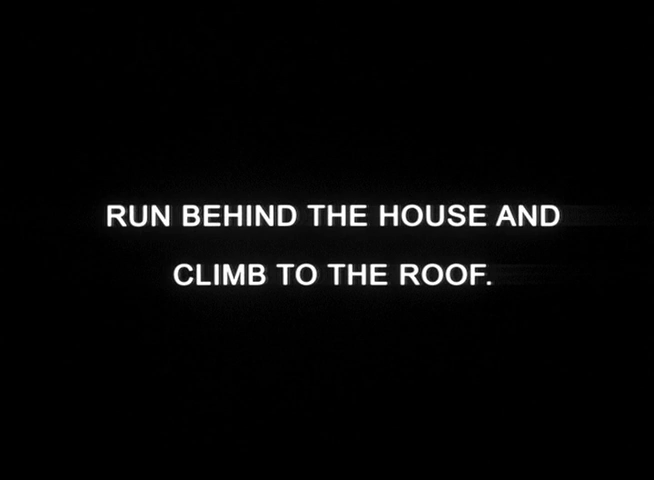 RUN BEHIND THE HOUSE AND
CLIMB TO THE ROOF.